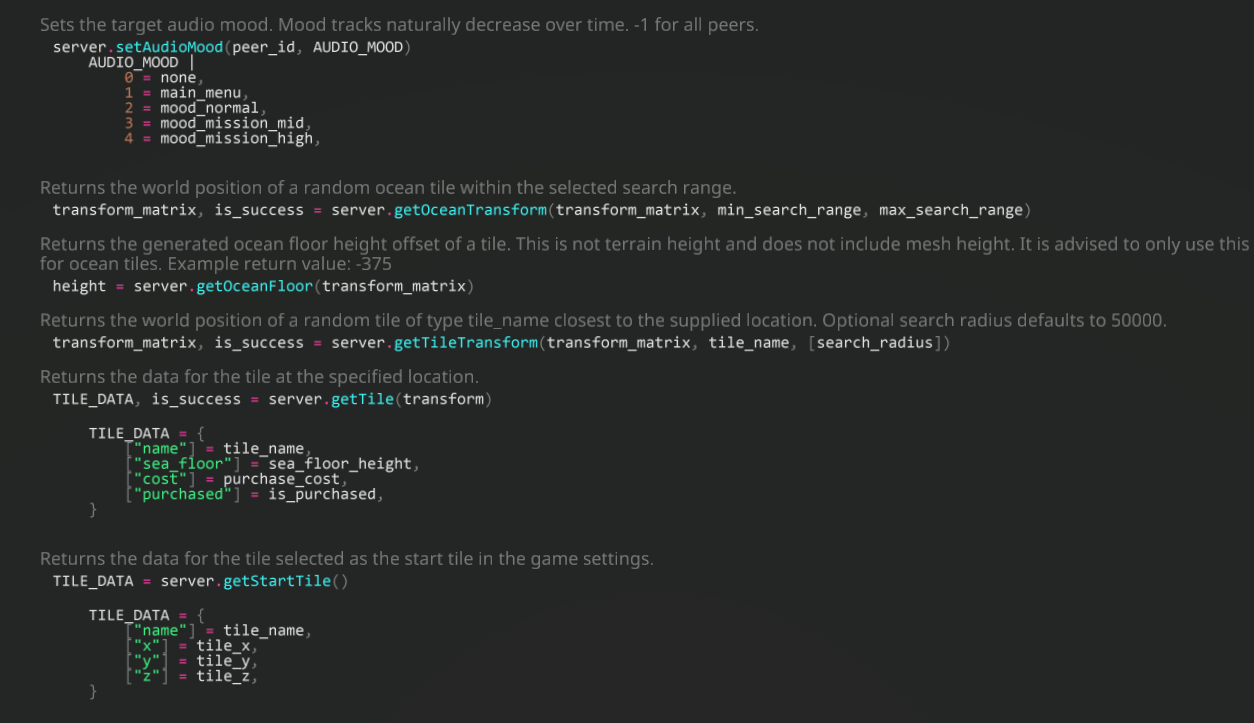 Sets the target audio mood. Mood tracks naturally decrease over time. -1 for all peers.
server.setAudioMood(peer_id, AUDIO_MOOD)
AUDIO_MOOD |
0 = none,
1 = main_menu,
2 = mood_normal,
3 = mood_mission_mid,
4 = mood_mission_high,
Returns the world position of a random ocean tile within the selected search range.
transform_matrix, is_success = server.getOceanTransform(transform_matrix, min_search_range, max_search_range)
Returns the generated ocean floor height offset of a tile. This is not terrain height and does not include mesh height. It is advised to only use this
for ocean tiles. Example return value: -375
height = server.getOceanFloor(transform_matrix)
Returns the world position of a random tile of type tile_name closest to the supplied location. Optional search radius defaults to 50000.
transform_matrix, is_success = server.getTileTransform(transform_matrix, tile_name, [search_radius])
Returns the data for the tile at the specified location.
TILE_DATA, is_success = server.getTile(transform)
TILE_DATA = {
["name"] = tile_name,
["sea_floor"] = sea_floor_height,
["cost"] = purchase_cost,
["purchased"] = is_purchased,
}
Returns the data for the tile selected as the start tile in the game settings.
TILE_DATA = server.getStartTile()
TILE_DATA = {
["name"] = tile_name,
["x"] = tile_x,
["y"] = tile_y,
["z"] = tile_z,
}